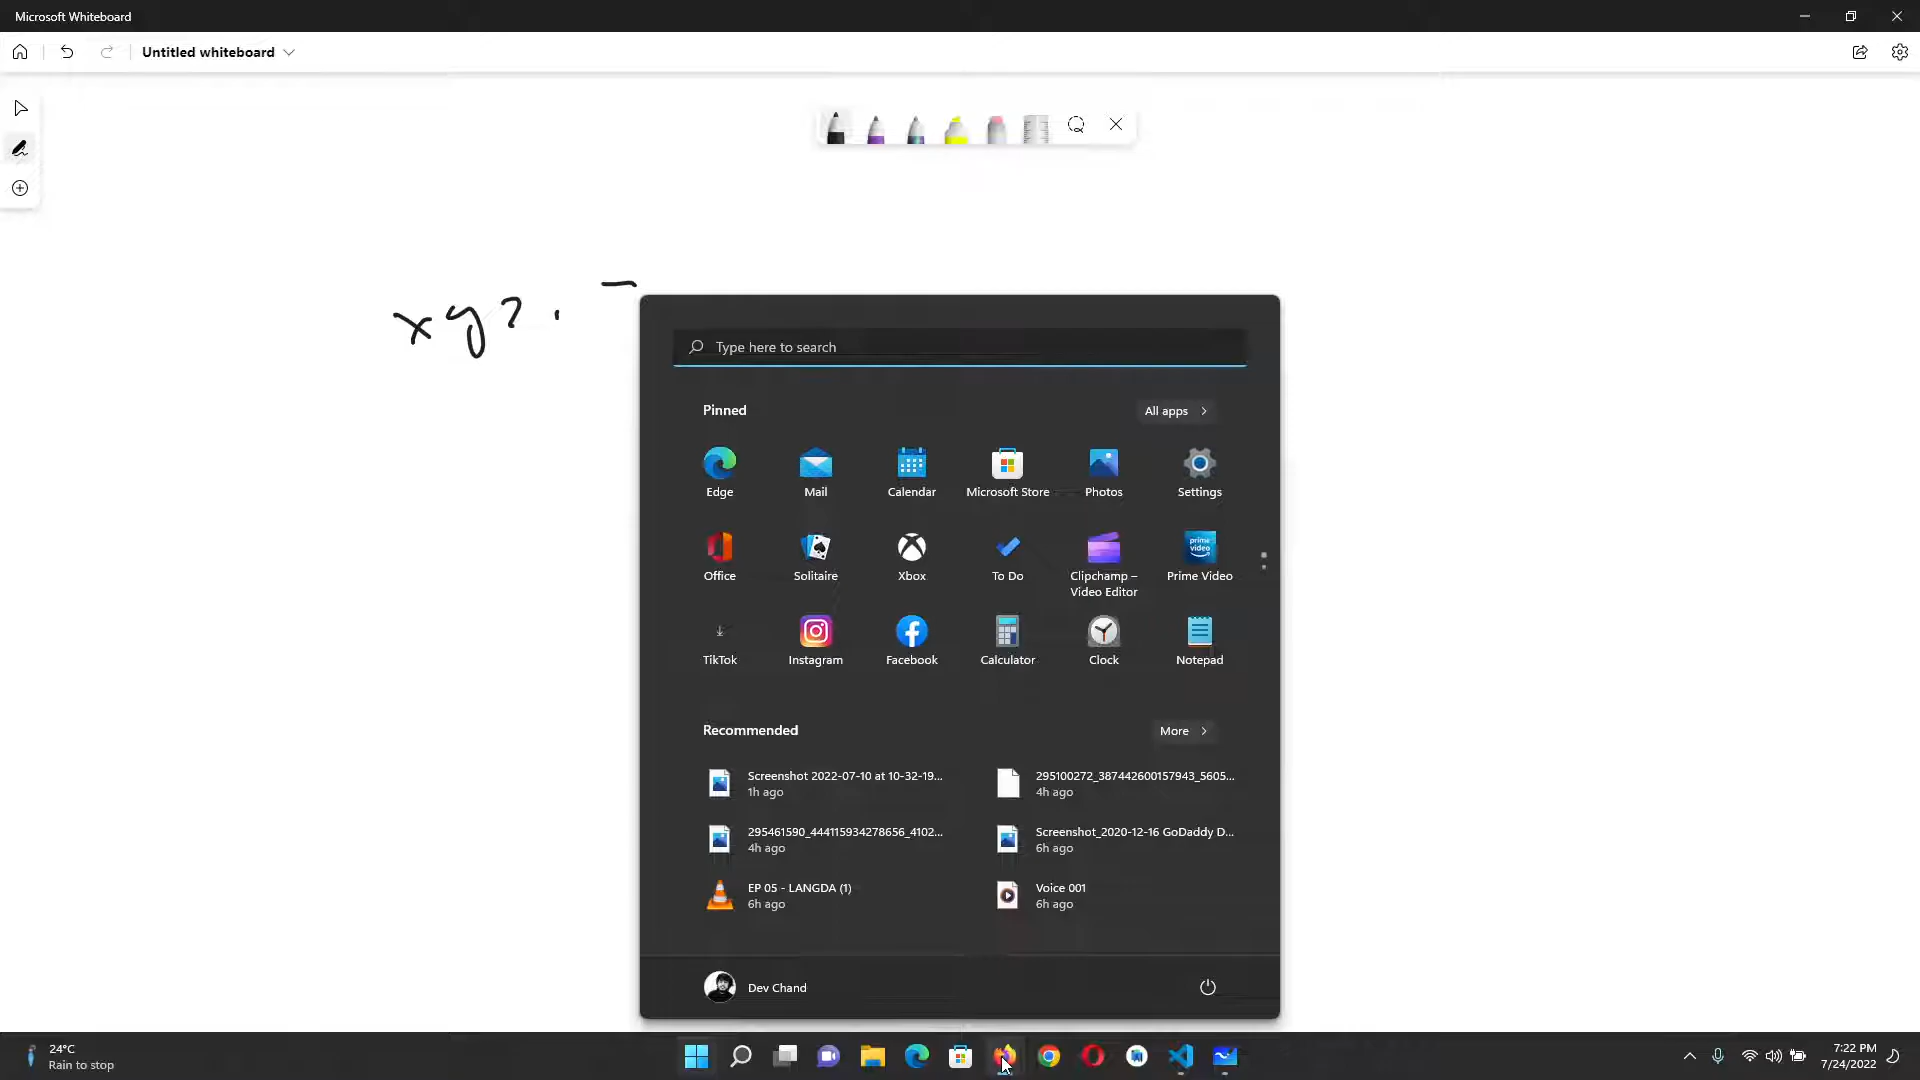 Microsoft Whiteboard
Untitled whiteboard
xy?.
Type here to search
Pinned
All apps
Edge
Mail
Calendar
Microsoft Store
Photos
Settings
prime video
Office
Solitaire
Xbox
To Do
Clipchamp –
Video Editor
Prime Video
TikTok
Instagram
Facebook
Calculator
Clock
Notepad
Recommended
More
Screenshot 2022-07-10 at 10-32-19...
1h ago
295100272_387442600157943_5605...
4h ago
295461590_444115934278656_4102...
4h ago
Screenshot_2020-12-16 GoDaddy D...
6h ago
EP 05 - LANGDA (1)
6h ago
Voice 001
6h ago
Dev Chand
24°C
Rain to stop
7:22 PM
7/24/2022